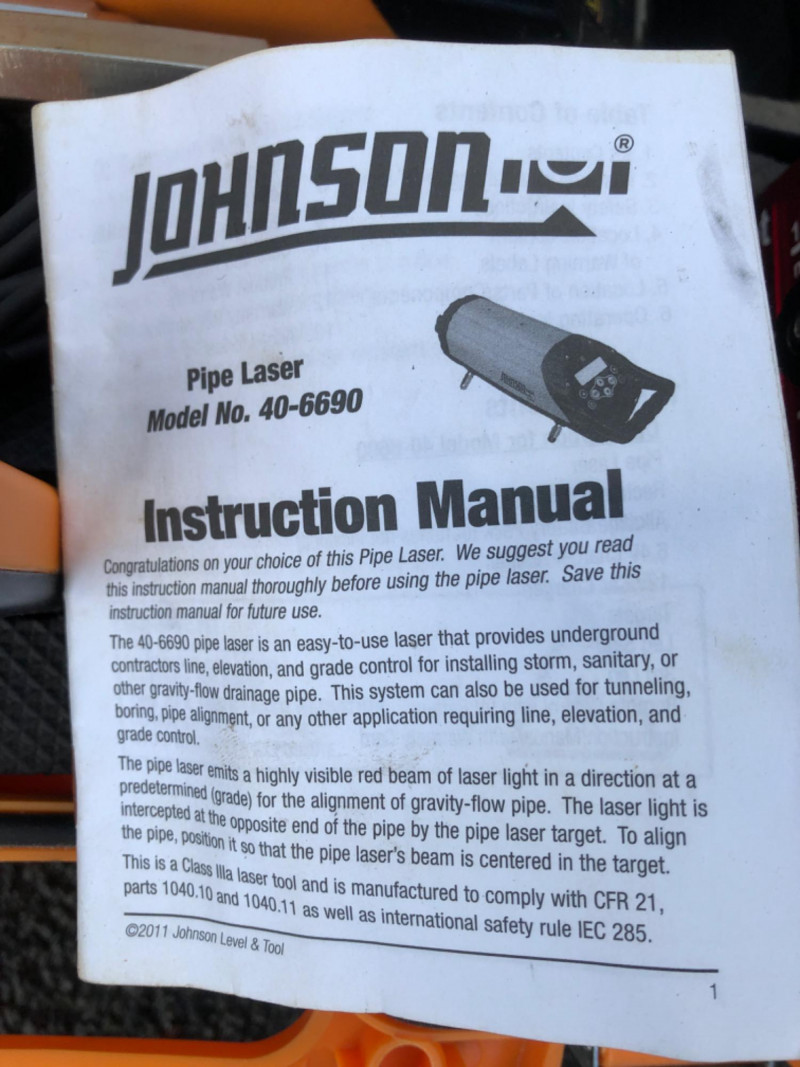 JOHNSON®
Pipe Laser
Model No. 40-6690
Instruction Manual
Congratulations on your choice of this Pipe Laser. We suggest you read
this instruction manual thoroughly before using the pipe laser. Save this
instruction manual for future use.
The 40-6690 pipe laser is an easy-to-use laser that provides underground
contractors line, elevation, and grade control for installing storm, sanitary, or
other gravity-flow drainage pipe. This system can also be used for tunneling,
boring, pipe alignment, or any other application requiring line, elevation, and
grade control.
The pipe laser emits a highly visible red beam of laser light in a direction at a
predetermined (grade) for the alignment of gravity-flow pipe. The laser light is
intercepted at the opposite end of the pipe by the pipe laser target. To align
the pipe, position it so that the pipe laser's beam is centered in the target.
This is a Class IIIa laser tool and is manufactured to comply with CFR 21,
parts 1040.10 and 1040.11 as well as international safety rule IEC 285.
©2011 Johnson Level & Tool
1